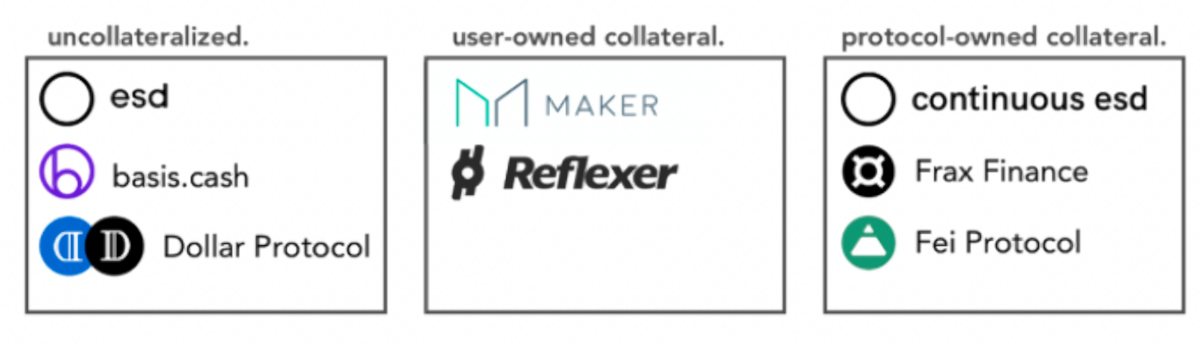 uncollateralized.
esd
basis.cash
Dollar Protocol
user-owned collateral.
MAKER
Reflexer
protocol-owned collateral.
continuous esd
Frax Finance
Fei Protocol